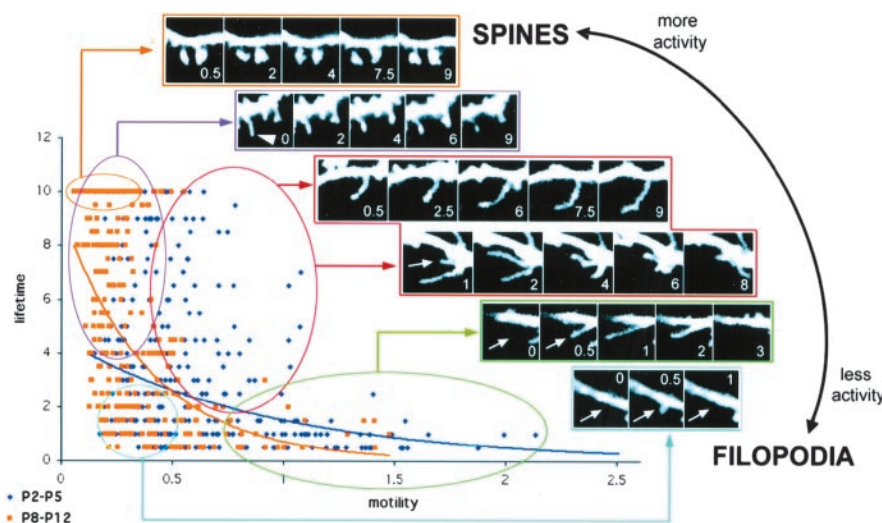 SPINES
more
activity
0.5 2 4 7.5 9
0 2 4 6 9
0.5 2.5 6 7.5 9
1 2 4 6 8
0 0.5 1 2 3
0 0.5 1
less
activity
FILOPODIA
12
10
8
6
4
2
0
lifetime
0 0.5 1 1.5 2 2.5
motility
P2-P5
P8-P12